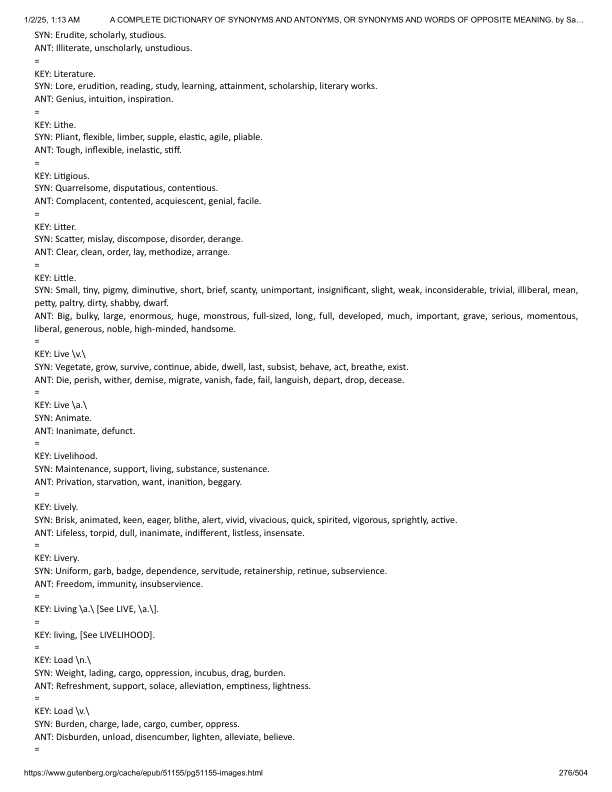 1/2/25, 1:13 AM A COMPLETE DICTIONARY OF SYNONYMS AND ANTONYMS, OR SYNONYMS AND WORDS OF OPPOSITE MEANING. by Sa…
SYN: Erudite, scholarly, studious.
ANT: Illiterate, unscholarly, unstudious.
=
KEY: Literature.
SYN: Lore, erudition, reading, study, learning, attainment, scholarship, literary works.
ANT: Genius, intuition, inspiration.
=
KEY: Lithe.
SYN: Pliant, flexible, limber, supple, elastic, agile, pliable.
ANT: Tough, inflexible, inelastic, stiff.
=
KEY: Litigious.
SYN: Quarrelsome, disputatious, contentious.
ANT: Complacent, contented, acquiescent, genial, facile.
=
KEY: Litter.
SYN: Scatter, mislay, discompose, disorder, derange.
ANT: Clear, clean, order, lay, methodize, arrange.
=
KEY: Little.
SYN: Small, tiny, pigmy, diminutive, short, brief, scanty, unimportant, insignificant, slight, weak, inconsiderable, trivial, illiberal, mean,
petty, paltry, dirty, shabby, dwarf.
ANT: Big, bulky, large, enormous, huge, monstrous, full-sized, long, full, developed, much, important, grave, serious, momentous,
liberal, generous, noble, high-minded, handsome.
=
KEY: Live \v.\
SYN: Vegetate, grow, survive, continue, abide, dwell, last, subsist, behave, act, breathe, exist.
ANT: Die, perish, wither, demise, migrate, vanish, fade, fail, languish, depart, drop, decease.
=
KEY: Live \a.\
SYN: Animate.
ANT: Inanimate, defunct.
=
KEY: Livelihood.
SYN: Maintenance, support, living, substance, sustenance.
ANT: Privation, starvation, want, inanition, beggary.
=
KEY: Lively.
SYN: Brisk, animated, keen, eager, blithe, alert, vivid, vivacious, quick, spirited, vigorous, sprightly, active.
ANT: Lifeless, torpid, dull, inanimate, indifferent, listless, insensate.
=
KEY: Livery.
SYN: Uniform, garb, badge, dependence, servitude, retainership, retinue, subservience.
ANT: Freedom, immunity, insubservience.
=
KEY: Living \a.\ [See LIVE, \a.\].
=
KEY: living, [See LIVELIHOOD].
=
KEY: Load \n.\
SYN: Weight, lading, cargo, oppression, incubus, drag, burden.
ANT: Refreshment, support, solace, alleviation, emptiness, lightness.
=
KEY: Load \v.\
SYN: Burden, charge, lade, cargo, cumber, oppress.
ANT: Disburden, unload, disencumber, lighten, alleviate, believe.
=
https://www.gutenberg.org/cache/epub/51155/pg51155-images.html 276/504